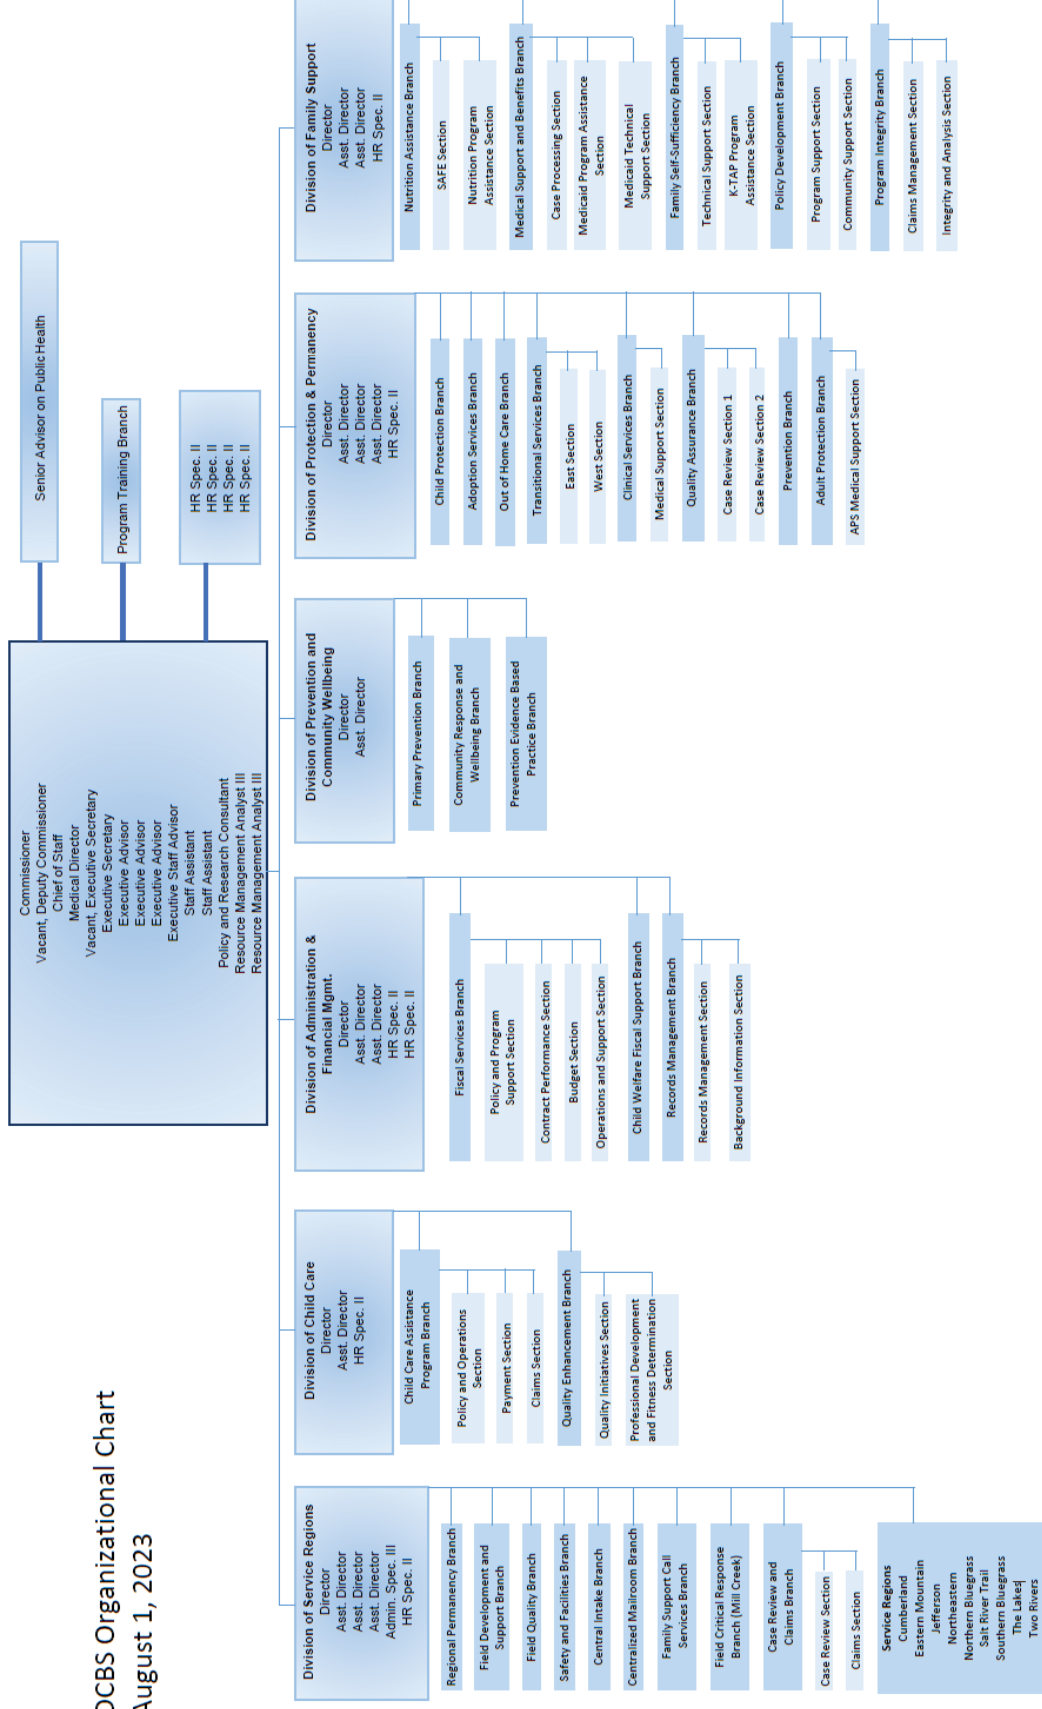 DCBS Organizational Chart
August 1, 2023
Commissioner
Vacant, Deputy Commissioner
Chief of Staff
Medical Director
Vacant, Executive Secretary
Executive Secretary
Executive Advisor
Executive Advisor
Executive Advisor
Executive Staff Advisor
Staff Assistant
Staff Assistant
Policy and Research Consultant
Resource Management Analyst III
Resource Management Analyst III
Senior Advisor on Public Health
Program Training Branch
HR Spec. II
HR Spec. II
HR Spec. II
HR Spec. II
Division of Service Regions
Director
Asst. Director
Asst. Director
Asst. Director
Admin. Spec. III
HR Spec. II
Regional Permanency Branch
Field Development and
Support Branch
Field Quality Branch
Safety and Facilities Branch
Central Intake Branch
Centralized Mailroom Branch
Family Support Call
Services Branch
Field Critical Response
Branch (Mill Creek)
Case Review and
Claims Branch
Case Review Section
Claims Section
Service Regions
Cumberland
Eastern Mountain
Jefferson
Northeastern
Northern Bluegrass
Salt River Trail
Southern Bluegrass
The Lakes
Two Rivers
Division of Child Care
Director
Asst. Director
HR Spec. II
Child Care Assistance
Program Branch
Policy and Operations
Section
Payment Section
Claims Section
Quality Enhancement Branch
Quality Initiatives Section
Professional Development
and Fitness Determination
Section
Division of Administration &
Financial Mgmt.
Director
Asst. Director
Asst. Director
HR Spec. II
HR Spec. II
Fiscal Services Branch
Policy and Program
Support Section
Contract Performance Section
Budget Section
Operations and Support Section
Child Welfare Fiscal Support Branch
Records Management Branch
Records Management Section
Background Information Section
Division of Prevention and
Community Wellbeing
Director
Asst. Director
Primary Prevention Branch
Community Response and
Wellbeing Branch
Prevention Evidence Based
Practice Branch
Division of Protection & Permanency
Director
Asst. Director
Asst. Director
Asst. Director
HR Spec. II
Child Protection Branch
Adoption Services Branch
Out of Home Care Branch
Transitional Services Branch
East Section
West Section
Clinical Services Branch
Medical Support Section
Quality Assurance Branch
Case Review Section 1
Case Review Section 2
Prevention Branch
Adult Protection Branch
APS Medical Support Section
Division of Family Support
Director
Asst. Director
Asst. Director
HR Spec. II
Nutrition Assistance Branch
SAFE Section
Nutrition Program
Assistance Section
Medical Support and Benefits Branch
Case Processing Section
Medicaid Program Assistance
Section
Medicaid Technical
Support Section
Family Self-Sufficiency Branch
Technical Support Section
K-TAP Program
Assistance Section
Policy Development Branch
Program Support Section
Community Support Section
Program Integrity Branch
Claims Management Section
Integrity and Analysis Section